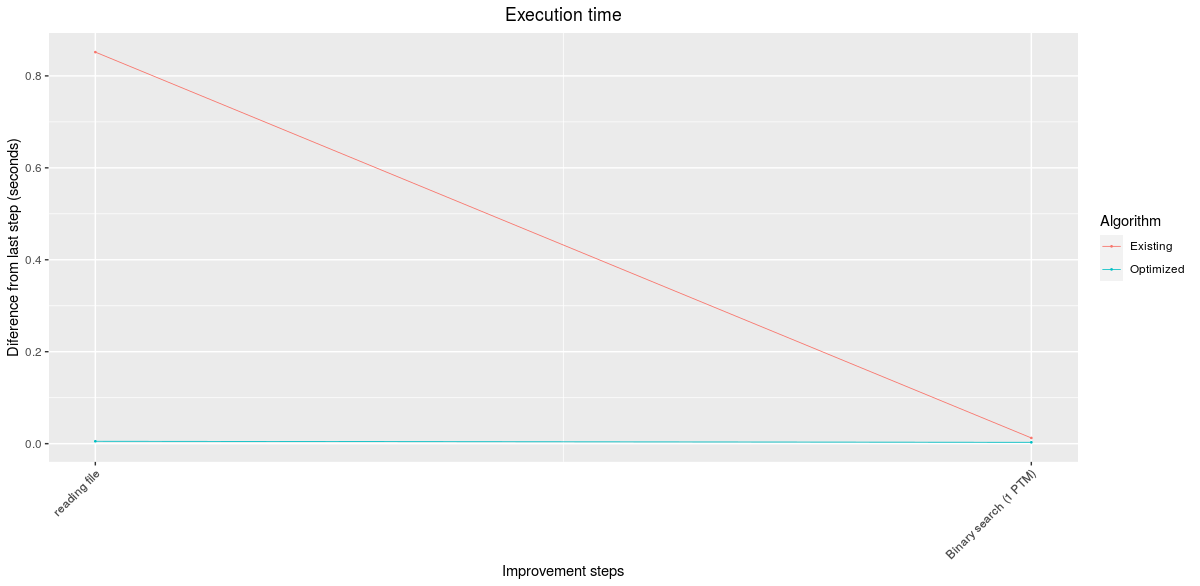 Execution time
Diference from last step (seconds)
0.8
0.6
0.4
0.2
0.0
reading file
Binary search (1 PTM)
Improvement steps
Algorithm
Existing
Optimized